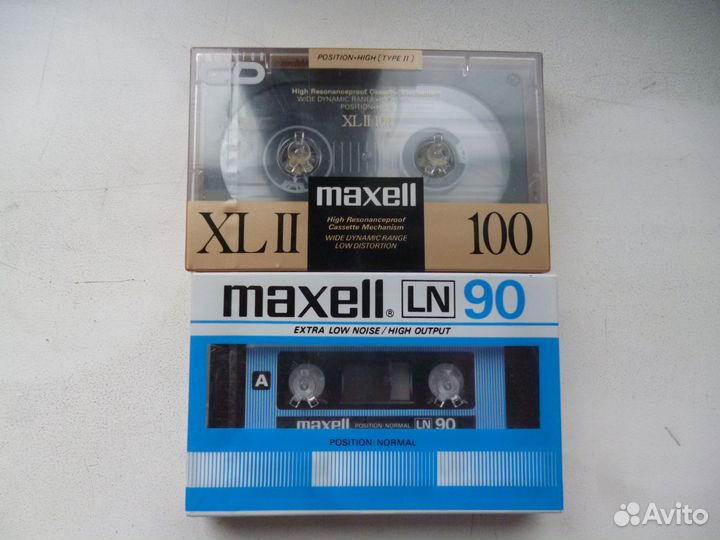 POSITION•HIGH (TYPE II)
High Resonanceproof Cassette Mechanism
WIDE DYNAMIC RANGE
XL II 100
maxell
XL II
High Resonanceproof
Cassette Mechanism
WIDE DYNAMIC RANGE
LOW DISTORTION
100
maxell® LN 90
EXTRA LOW NOISE / HIGH OUTPUT
A
maxell POSITION•NORMAL LN 90
POSITION•NORMAL
Avito